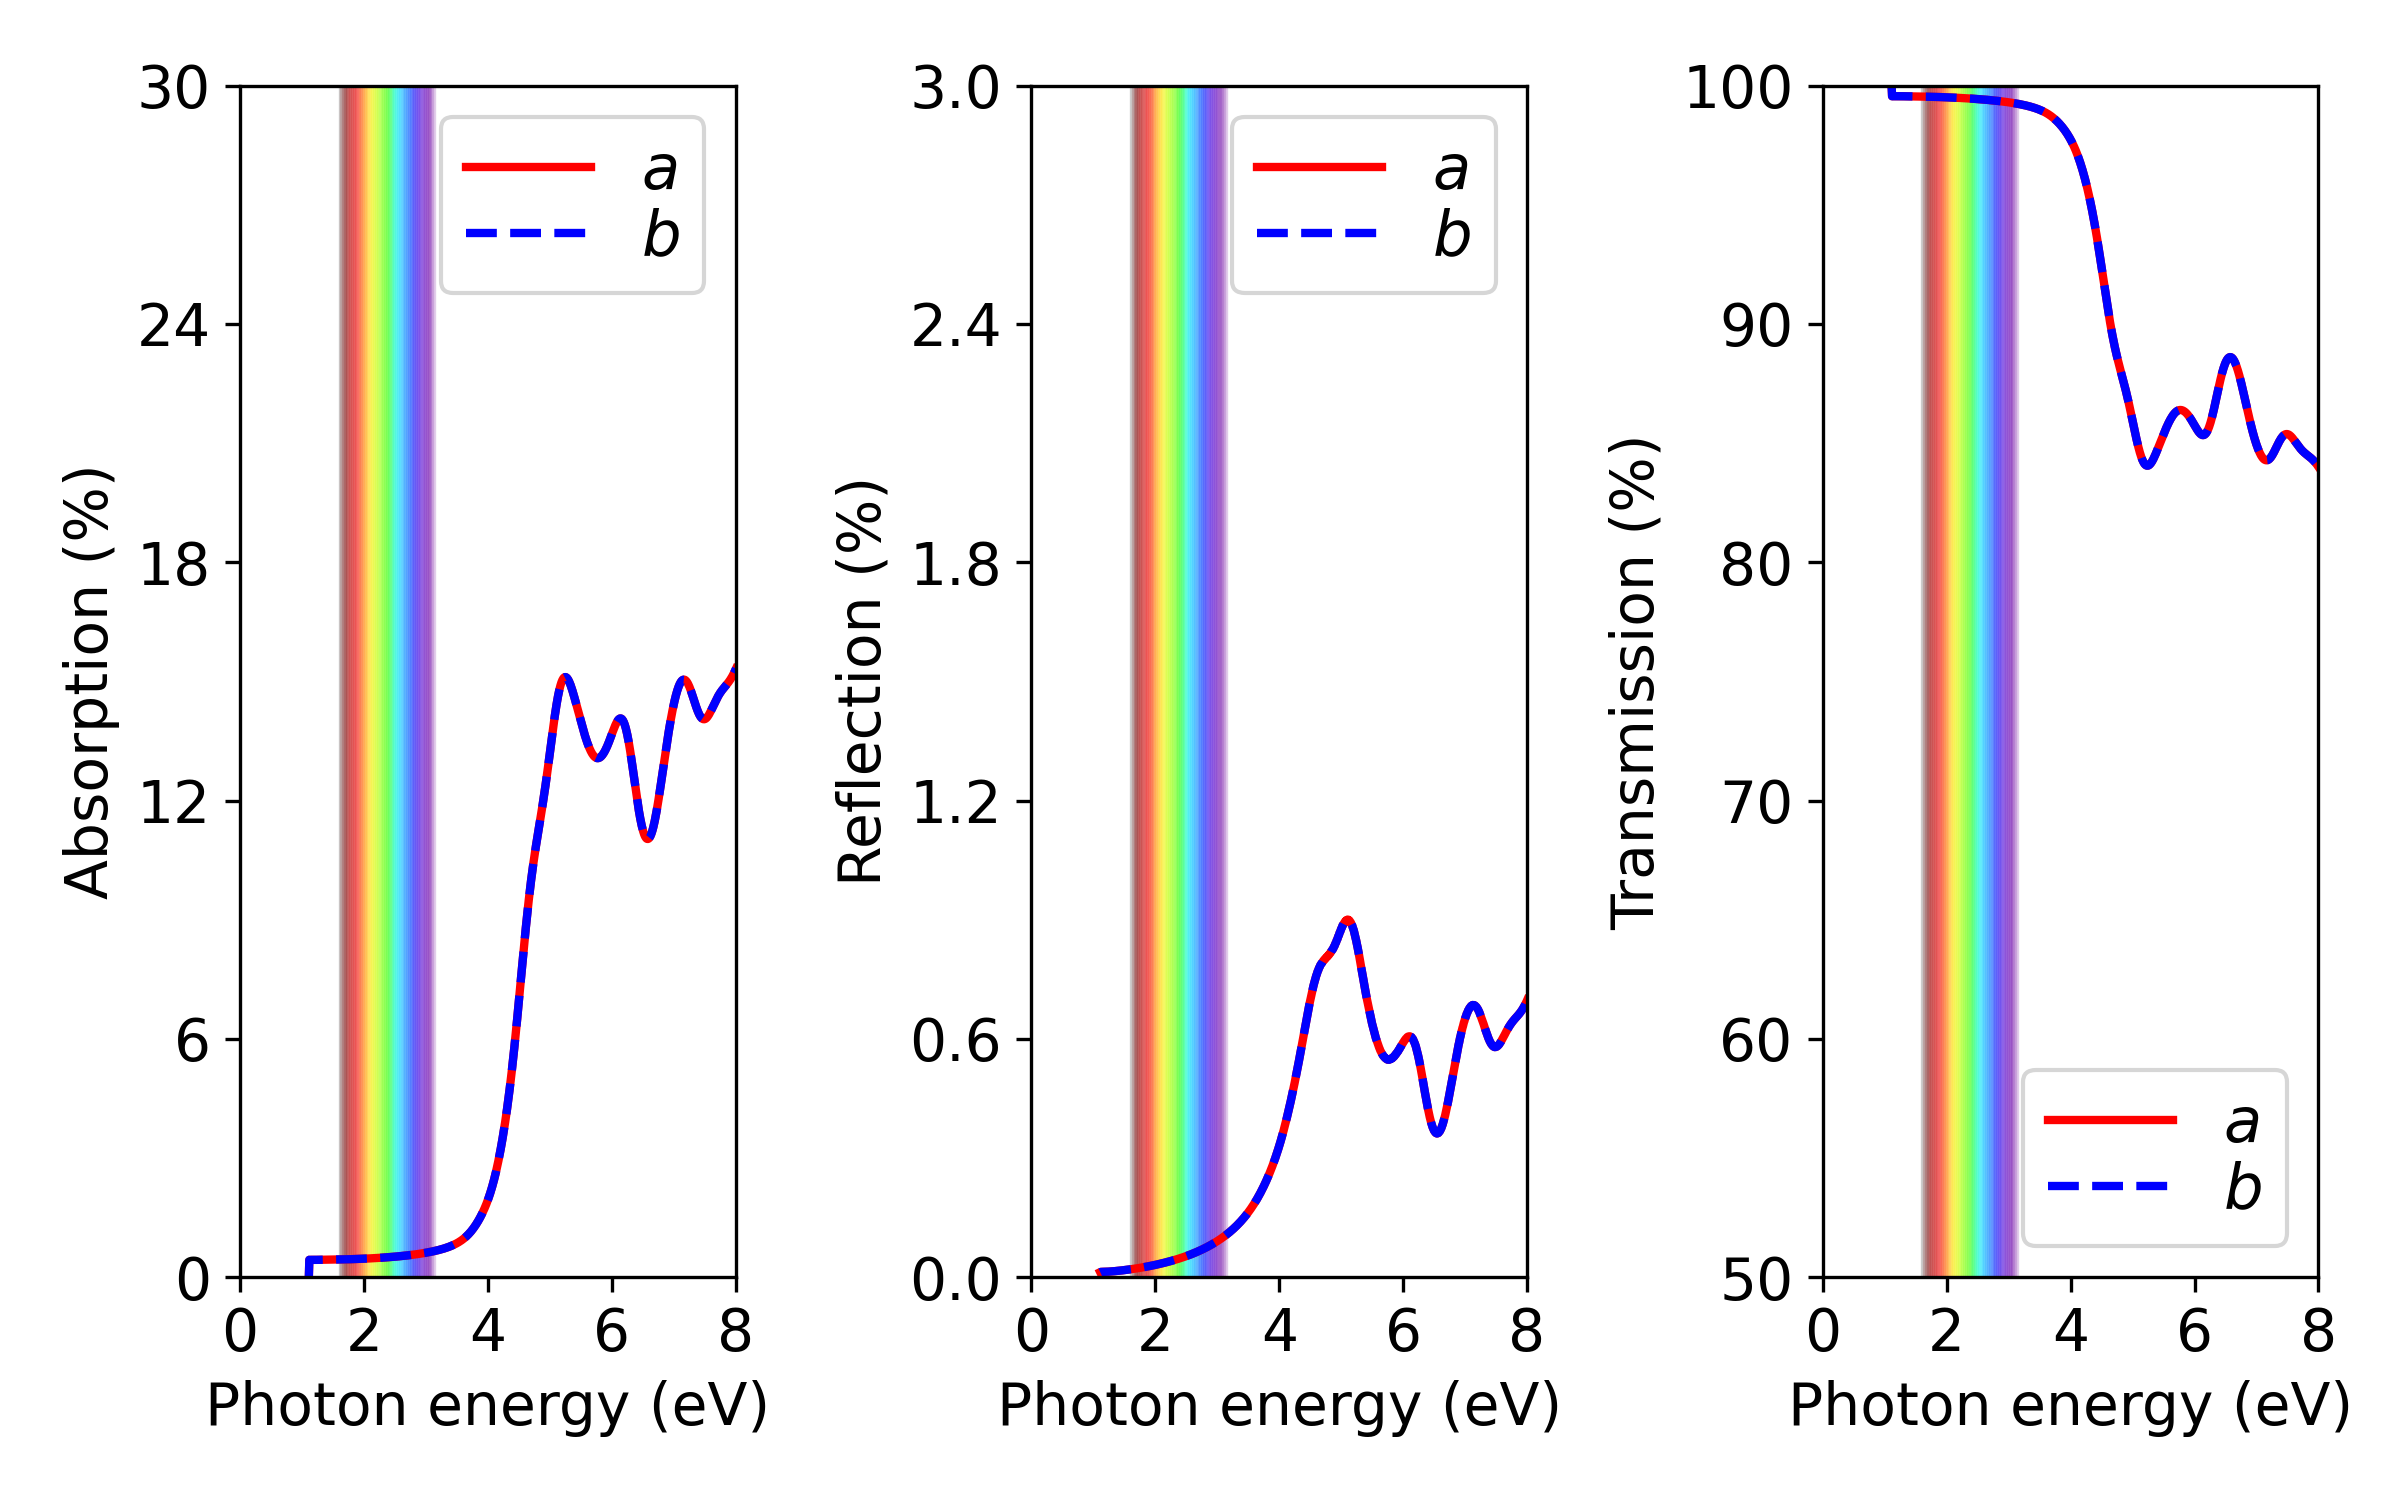 Absorption (%)
30
24
18
12
6
0
0 2 4 6 8
Photon energy (eV)
a
b
Reflection (%)
3.0
2.4
1.8
1.2
0.6
0.0
0 2 4 6 8
Photon energy (eV)
a
b
Transmission (%)
100
90
80
70
60
50
0 2 4 6 8
Photon energy (eV)
a
b